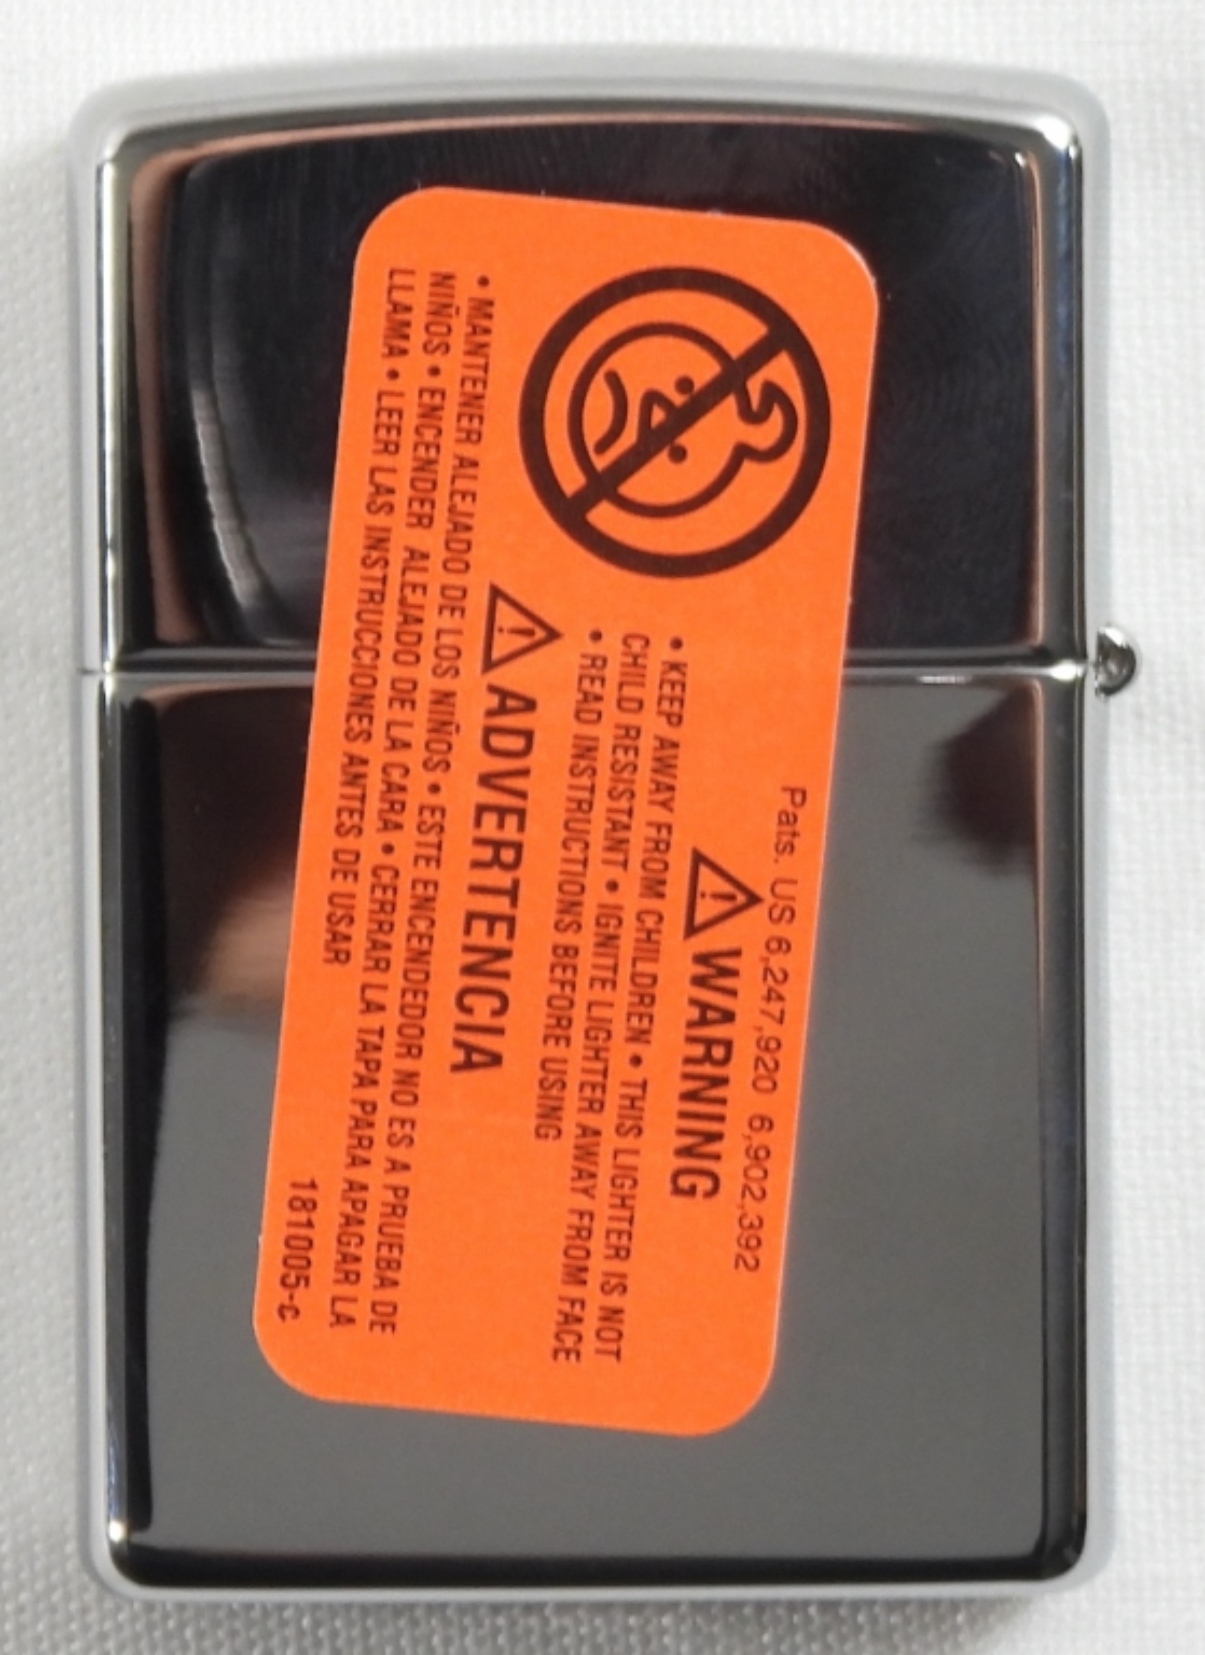 Pats. US 6,247,920 6,902,392
WARNING
• KEEP AWAY FROM CHILDREN • THIS LIGHTER IS NOT
CHILD RESISTANT • IGNITE LIGHTER AWAY FROM FACE
• READ INSTRUCTIONS BEFORE USING
ADVERTENCIA
• MANTENER ALEJADO DE LOS NIÑOS • ESTE ENCENDEDOR NO ES A PRUEBA DE
NIÑOS • ENCENDER ALEJADO DE LA CARA • CERRAR LA TAPA PARA APAGAR LA
LLAMA • LEER LAS INSTRUCCIONES ANTES DE USAR
181005-c